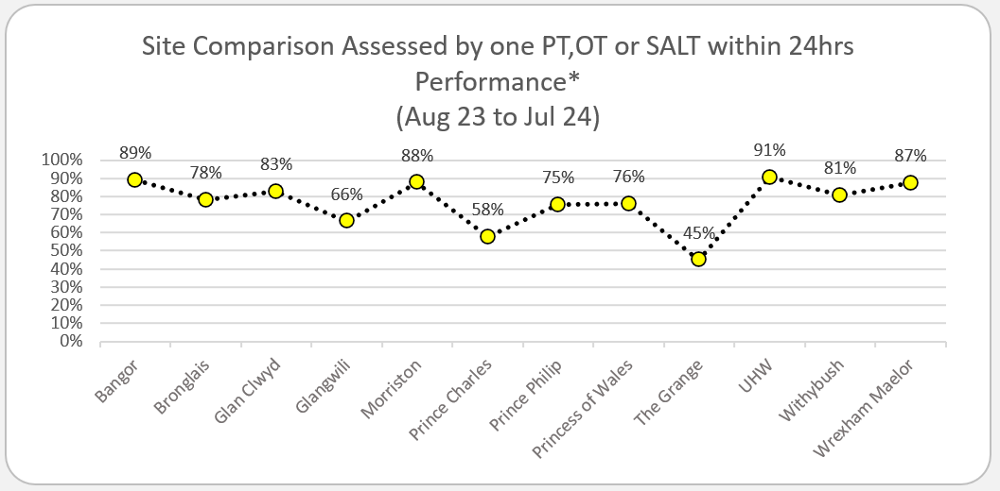 Site Comparison Assessed by one PT,OT or SALT within 24hrs
Performance*
(Aug 23 to Jul 24)
100%
90%
80%
70%
60%
50%
40%
30%
20%
10%
0%
89%
78%
83%
66%
88%
58%
75%
76%
45%
91%
81%
87%
Bangor
Bronglais
Glan Clwyd
Glangwili
Morriston
Prince Charles
Prince Philip
Princess of Wales
The Grange
UHW
Withybush
Wrexham Maelor